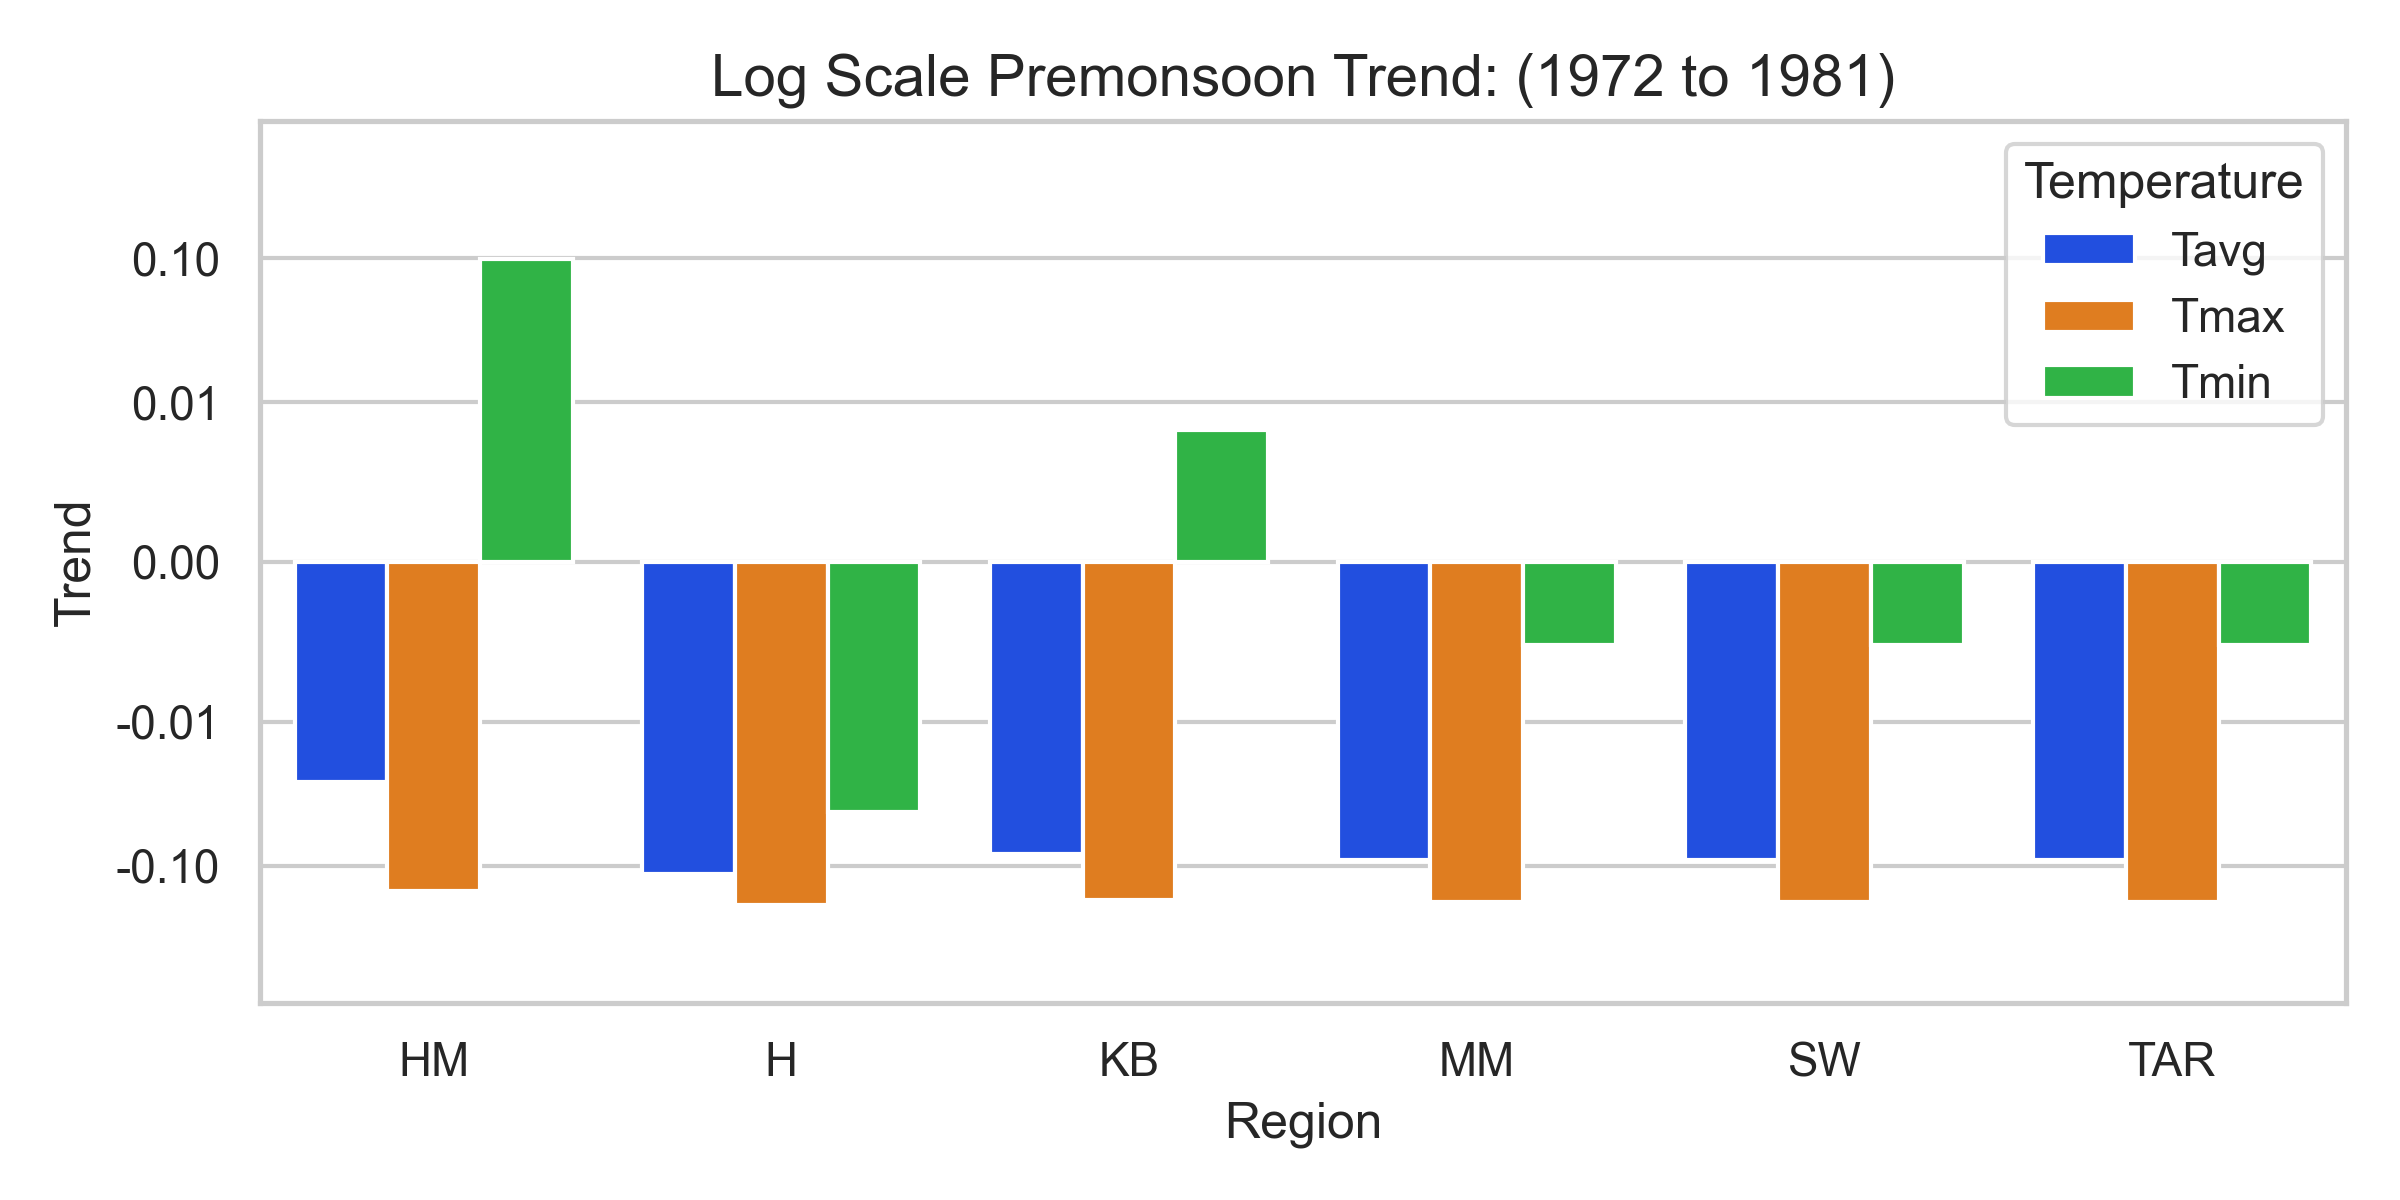 Log Scale Premonsoon Trend: (1972 to 1981)
Temperature
Tavg
Tmax
Tmin
0.10
0.01
0.00
-0.01
-0.10
Trend
HM H KB MM SW TAR
Region